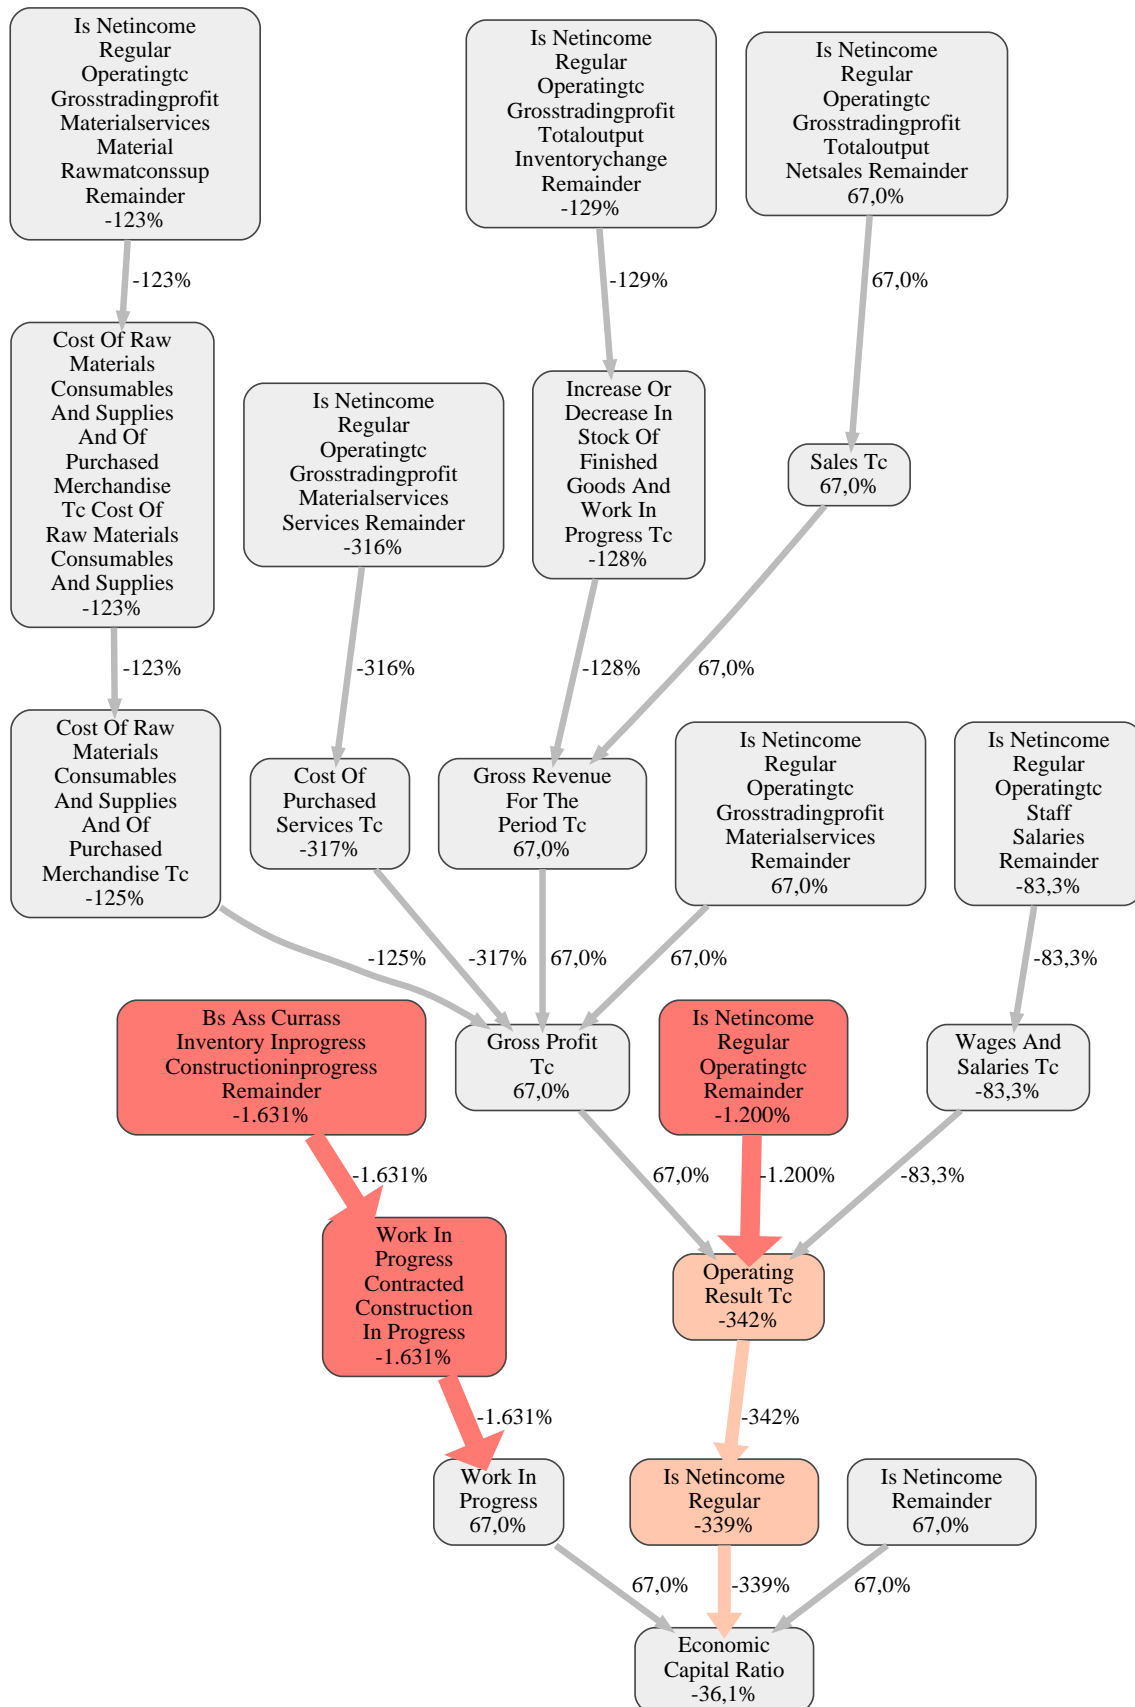 Is Netincome
Regular
Operatingtc
Grosstradingprofit
Materialservices
Material
Rawmatconssup
Remainder
-123%
Is Netincome
Regular
Operatingtc
Grosstradingprofit
Totaloutput
Inventorychange
Remainder
-129%
Is Netincome
Regular
Operatingtc
Grosstradingprofit
Totaloutput
Netsales Remainder
67,0%
-123%
-129%
67,0%
Cost Of Raw
Materials
Consumables
And Supplies
And Of
Purchased
Merchandise
Tc Cost Of
Raw Materials
Consumables
And Supplies
-123%
Is Netincome
Regular
Operatingtc
Grosstradingprofit
Materialservices
Services Remainder
-316%
Increase Or
Decrease In
Stock Of
Finished
Goods And
Work In
Progress Tc
-128%
Sales Tc
67,0%
-123%
-316%
-128%
67,0%
Cost Of Raw
Materials
Consumables
And Supplies
And Of
Purchased
Merchandise Tc
-125%
Cost Of
Purchased
Services Tc
-317%
Gross Revenue
For The
Period Tc
67,0%
Is Netincome
Regular
Operatingtc
Grosstradingprofit
Materialservices
Remainder
67,0%
Is Netincome
Regular
Operatingtc
Staff
Salaries
Remainder
-83,3%
-125%
-317%
67,0%
67,0%
-83,3%
Bs Ass Currass
Inventory Inprogress
Constructioninprogress
Remainder
-1.631%
Gross Profit
Tc
67,0%
Is Netincome
Regular
Operatingtc
Remainder
-1.200%
Wages And
Salaries Tc
-83,3%
-1.631%
67,0%
-1.200%
-83,3%
Work In
Progress
Contracted
Construction
In Progress
-1.631%
Operating
Result Tc
-342%
-1.631%
-342%
Work In
Progress
67,0%
Is Netincome
Regular
-339%
Is Netincome
Remainder
67,0%
67,0%
-339%
67,0%
Economic
Capital Ratio
-36,1%